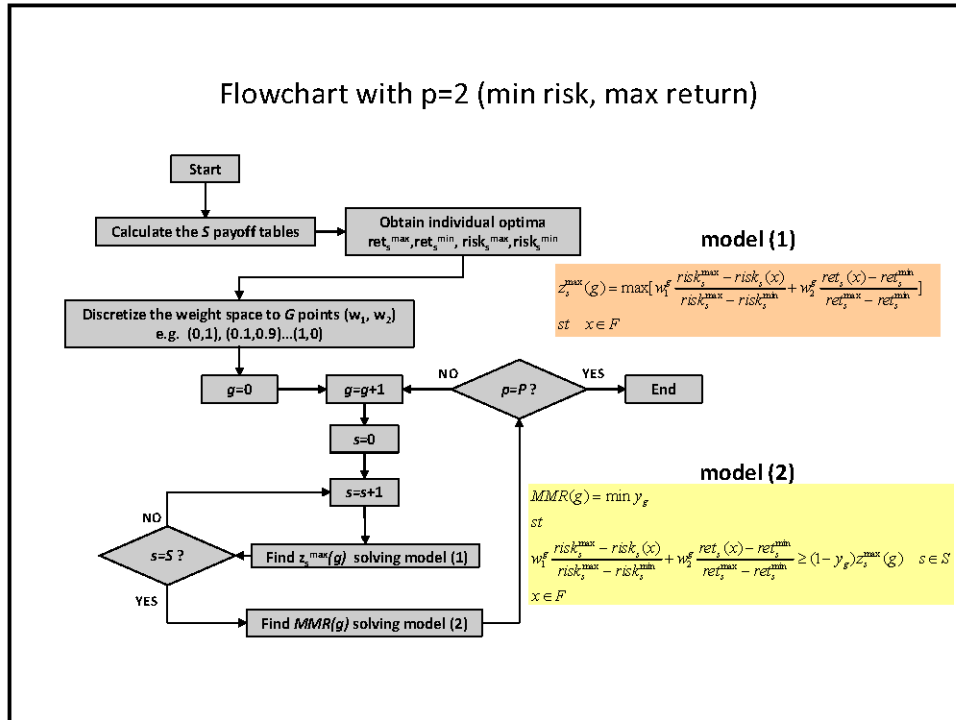 Flowchart with p=2 (min risk, max return)
Start
Calculate the S payoff tables
Obtain individual optima
ret_s^max, ret_s^min, risk_s^max, risk_s^min
Discretize the weight space to G points (w_1, w_2)
e.g. (0,1), (0.1,0.9)...(1,0)
g=0
g=g+1
NO
p=P ?
YES
End
s=0
s=s+1
NO
s=S ?
Find z_s^max(g) solving model (1)
YES
Find MMR(g) solving model (2)
model (1)
z_s^max(g) = max[w_1^g (risk_s^max − risk_s(x))/(risk_s^max − risk_s^min) + w_2^g (ret_s(x) − ret_s^min)/(ret_s^max − ret_s^min)]
st x ∈ F
model (2)
MMR(g) = min y_g
st
w_1^g (risk_s^max − risk_s(x))/(risk_s^max − risk_s^min) + w_2^g (ret_s(x) − ret_s^min)/(ret_s^max − ret_s^min) ≥ (1 − y_g)z_s^max(g) s ∈ S
x ∈ F